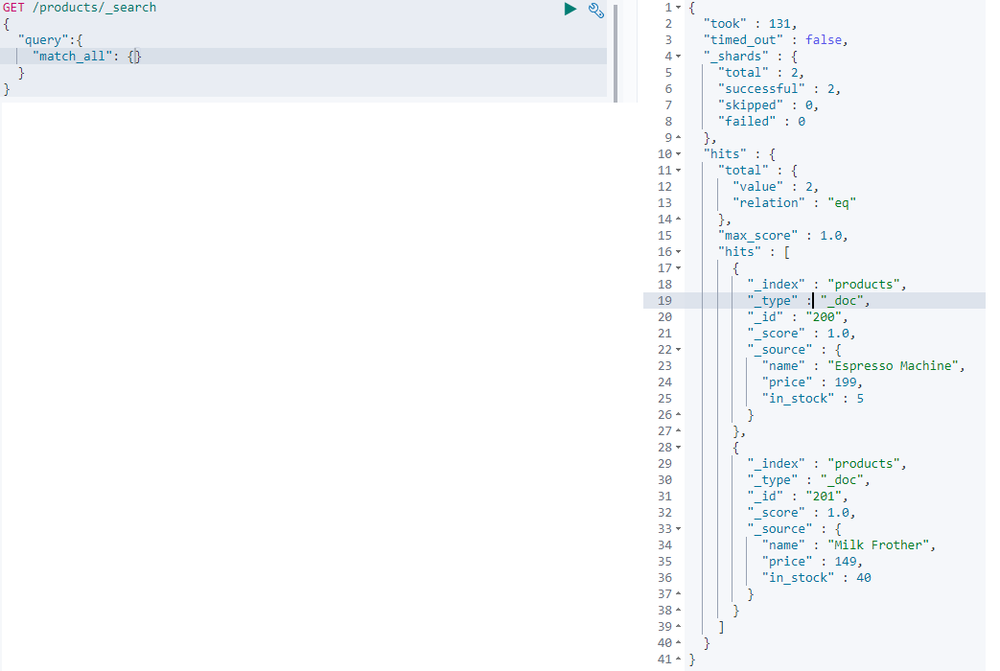 GET /products/_search
{
  "query":{
    "match_all": {}
  }
}
1 {
2   "took" : 131,
3   "timed_out" : false,
4   "_shards" : {
5     "total" : 2,
6     "successful" : 2,
7     "skipped" : 0,
8     "failed" : 0
9   },
10   "hits" : {
11     "total" : {
12       "value" : 2,
13       "relation" : "eq"
14     },
15     "max_score" : 1.0,
16     "hits" : [
17       {
18         "_index" : "products",
19         "_type" : "_doc",
20         "_id" : "200",
21         "_score" : 1.0,
22         "_source" : {
23           "name" : "Espresso Machine",
24           "price" : 199,
25           "in_stock" : 5
26         }
27       },
28       {
29         "_index" : "products",
30         "_type" : "_doc",
31         "_id" : "201",
32         "_score" : 1.0,
33         "_source" : {
34           "name" : "Milk Frother",
35           "price" : 149,
36           "in_stock" : 40
37         }
38       }
39     ]
40   }
41 }